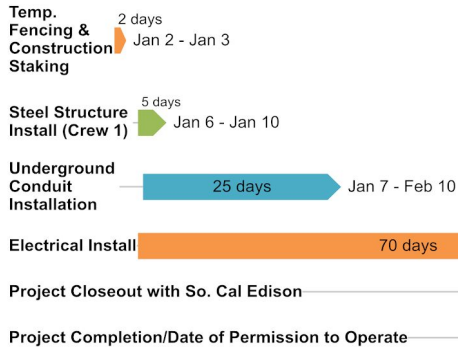 Temp.
Fencing &
Construction
Staking
2 days
Jan 2 - Jan 3
Steel Structure
Install (Crew 1)
5 days
Jan 6 - Jan 10
Underground
Conduit
Installation
25 days
Jan 7 - Feb 10
Electrical Install
70 days
Project Closeout with So. Cal Edison
Project Completion/Date of Permission to Operate